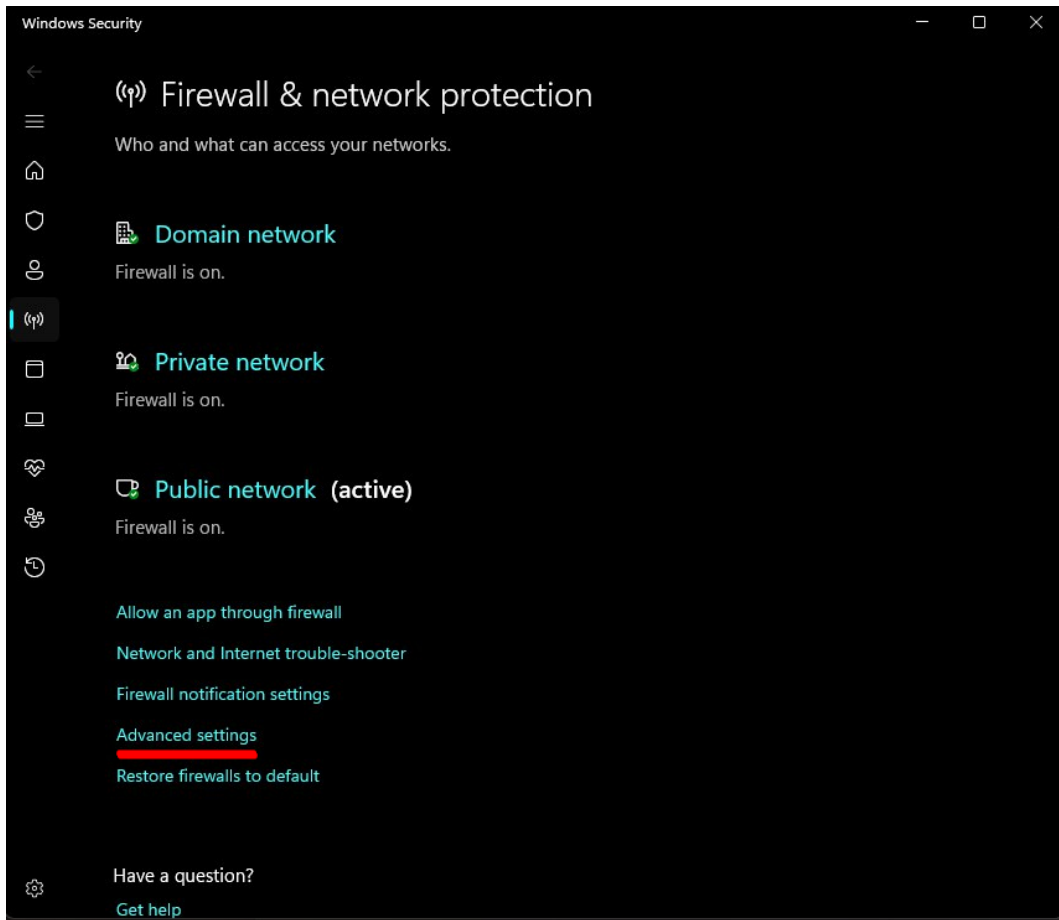 Windows Security
Firewall & network protection
Who and what can access your networks.
Domain network
Firewall is on.
Private network
Firewall is on.
Public network (active)
Firewall is on.
Allow an app through firewall
Network and Internet trouble-shooter
Firewall notification settings
Advanced settings
Restore firewalls to default
Have a question?
Get help